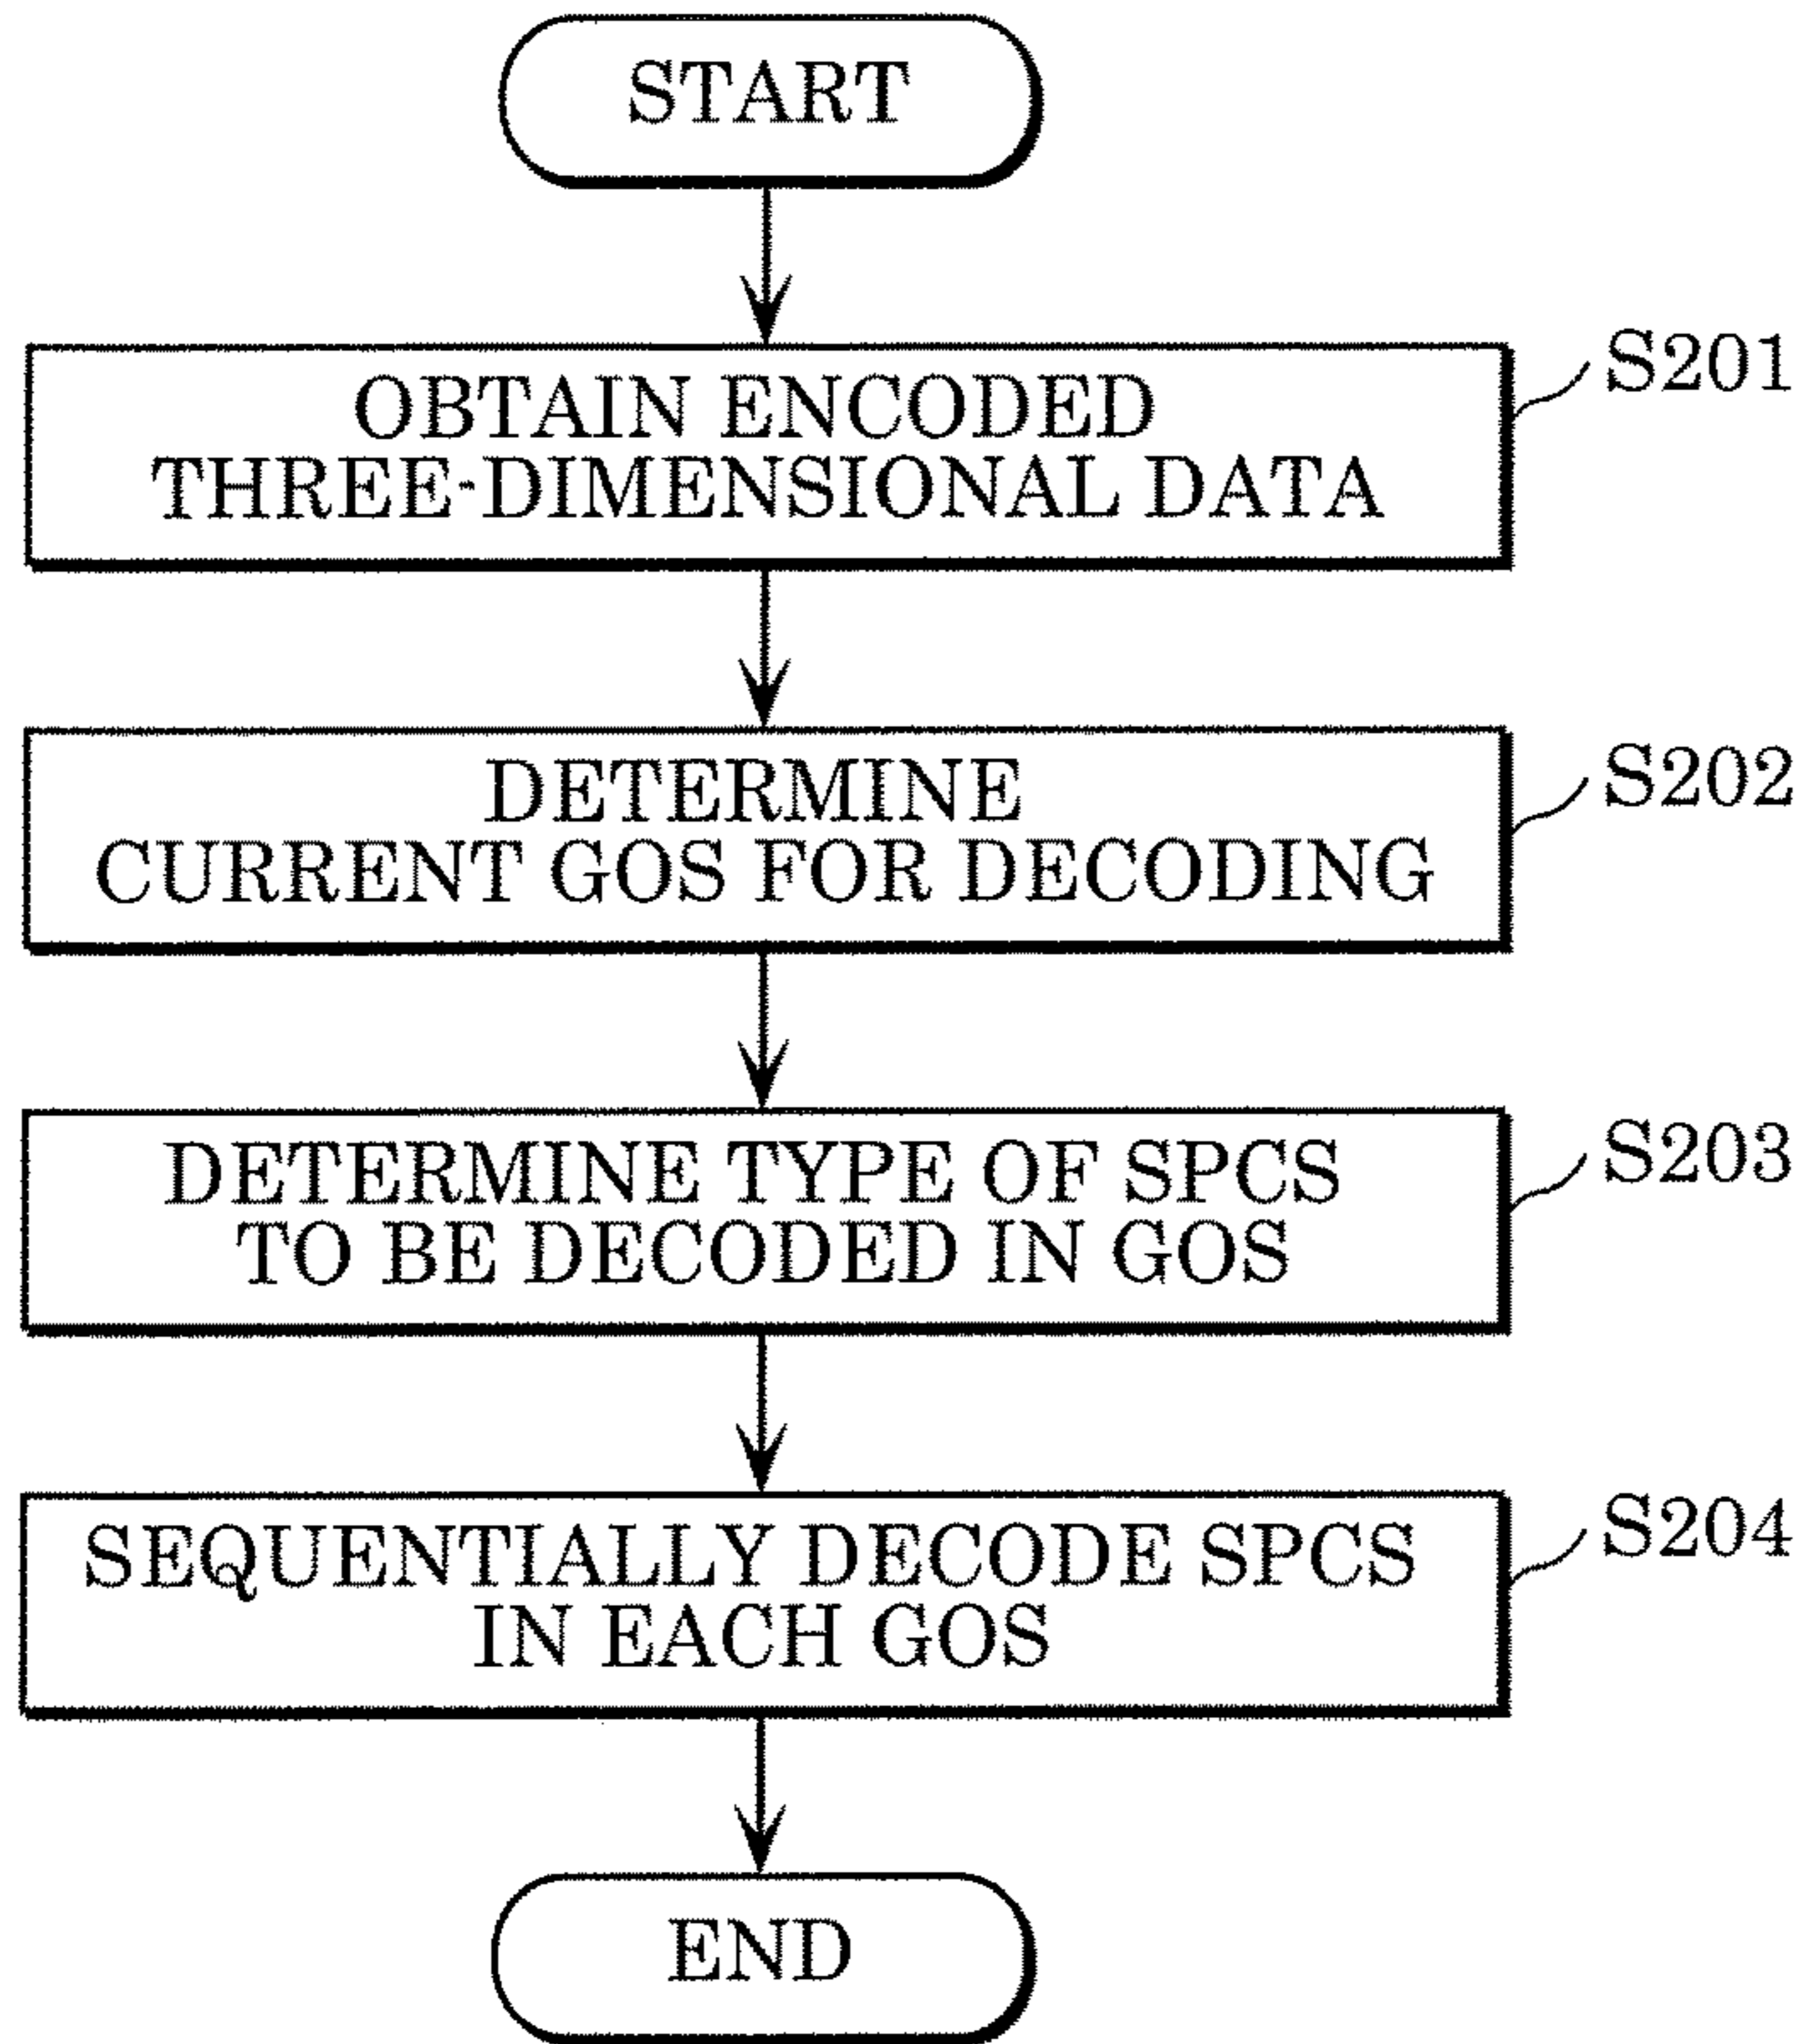 START
OBTAIN ENCODED
THREE-DIMENSIONAL DATA
S201
DETERMINE
CURRENT GOS FOR DECODING
S202
DETERMINE TYPE OF SPCS
TO BE DECODED IN GOS
S203
SEQUENTIALLY DECODE SPCS
IN EACH GOS
S204
END